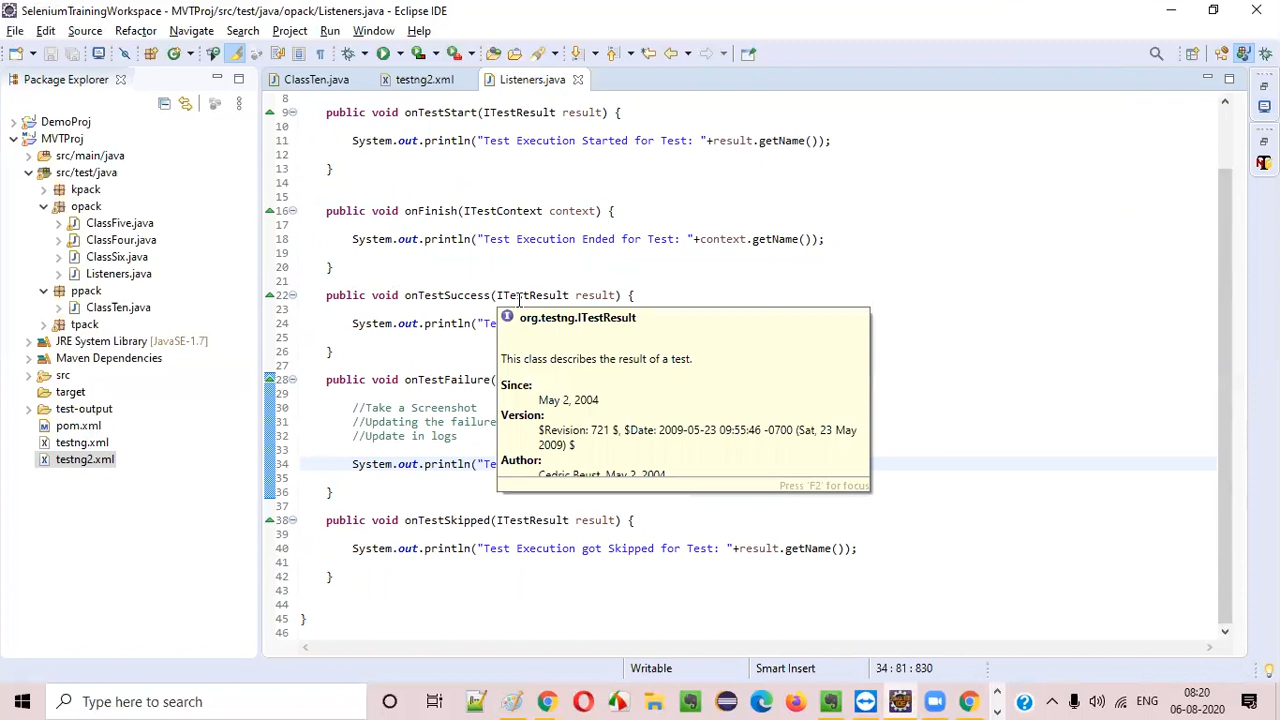 SeleniumTrainingWorkspace - MVTProj/src/test/java/opack/Listeners.java - Eclipse IDE
File Edit Source Refactor Navigate Search Project Run Window Help
Package Explorer
ClassTen.java
testng2.xml
Listeners.java
DemoProj
MVTProj
src/main/java
src/test/java
kpack
opack
ClassFive.java
ClassFour.java
ClassSix.java
Listeners.java
ppack
ClassTen.java
tpack
JRE System Library [JavaSE-1.7]
Maven Dependencies
src
target
test-output
pom.xml
testng.xml
testng2.xml
8
9 public void onTestStart(ITestResult result) {
10
11 System.out.println("Test Execution Started for Test: "+result.getName());
12
13 }
14
15
16 public void onFinish(ITestContext context) {
17
18 System.out.println("Test Execution Ended for Test: "+context.getName());
19
20 }
21
22 public void onTestSuccess(ITestResult result) {
23
24 System.out.println("Te
25
26 }
27
28 public void onTestFailure(
29
30 //Take a Screenshot
31 //Updating the failure
32 //Update in logs
33
34 System.out.println("Te
35
36 }
37
38 public void onTestSkipped(ITestResult result) {
39
40 System.out.println("Test Execution got Skipped for Test: "+result.getName());
41
42 }
43
44
45 }
46
org.testng.ITestResult
This class describes the result of a test.
Since:
May 2, 2004
Version:
$Revision: 721 $, $Date: 2009-05-23 09:55:46 -0700 (Sat, 23 May
2009) $
Author:
Cedric Beust, May 2, 2004
Press 'F2' for focus
Writable
Smart Insert
34 : 81 : 830
Type here to search
ENG
08:20
06-08-2020